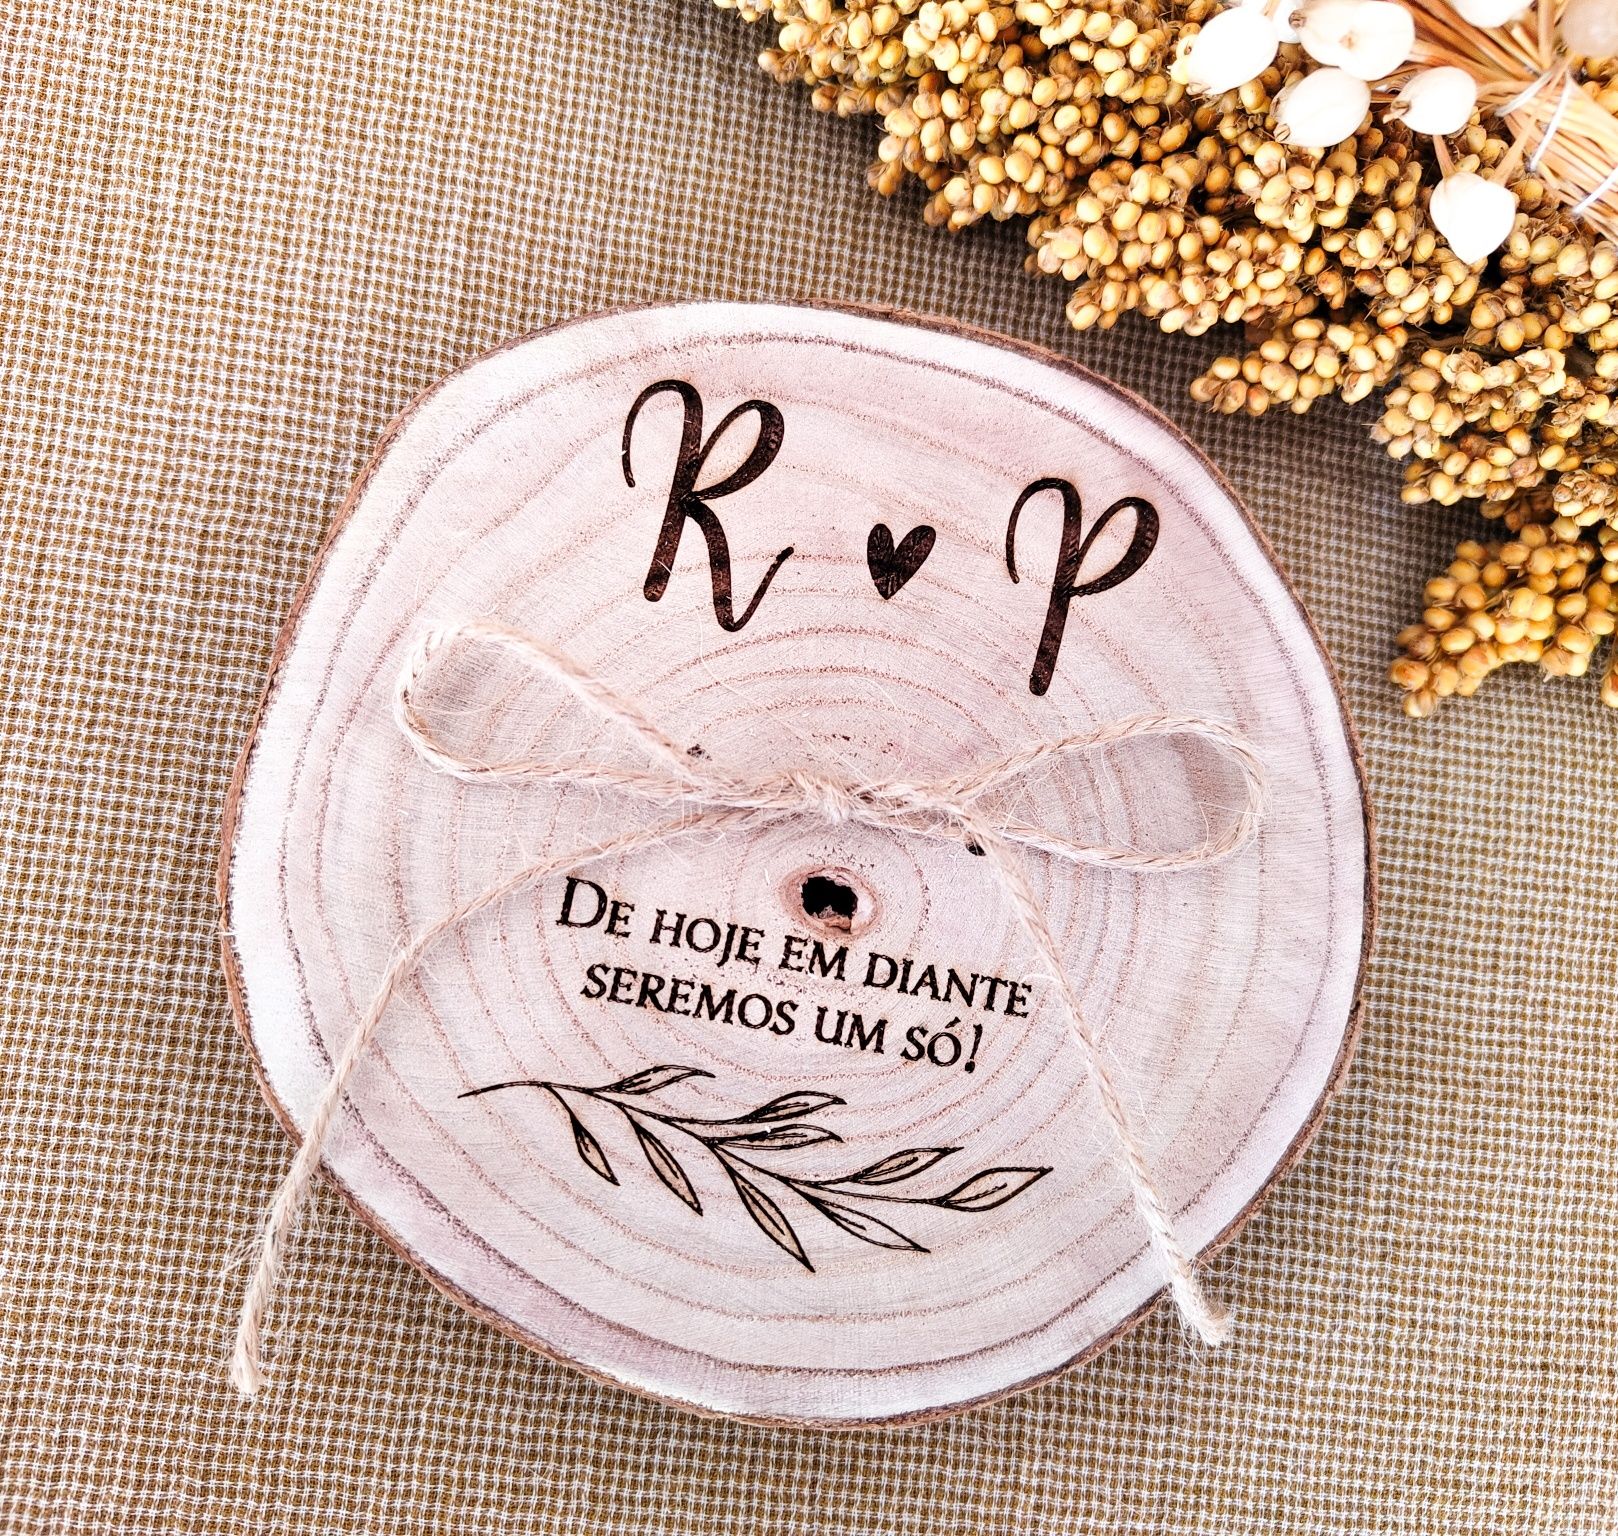 R ♥ P
De hoje em diante
seremos um só!